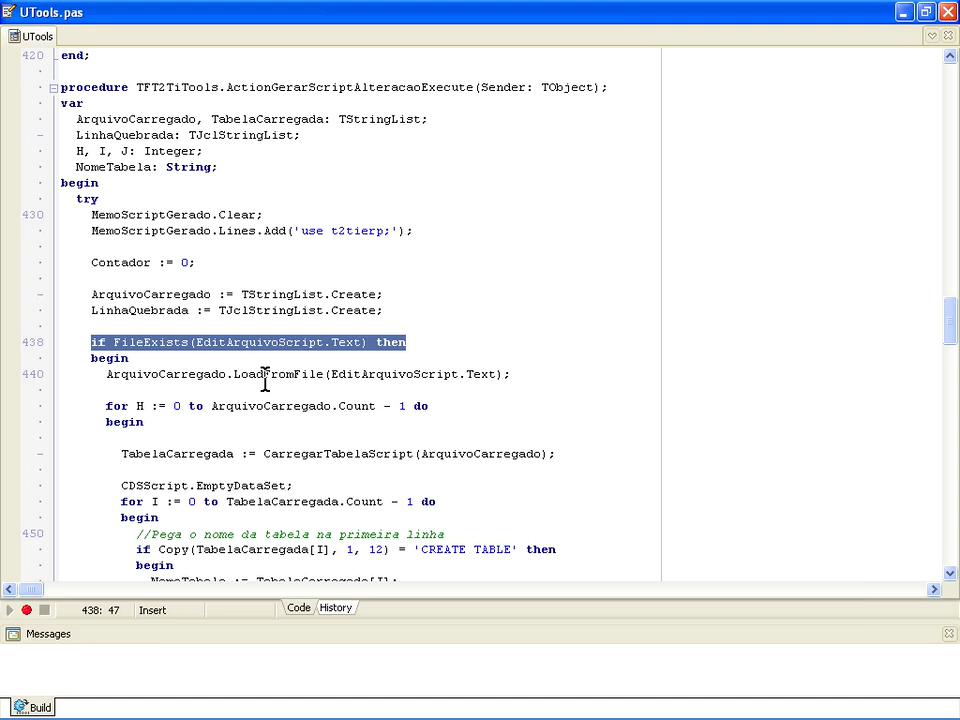 UTools.pas
UTools
420 end;
procedure TFT2TiTools.ActionGerarScriptAlteracaoExecute(Sender: TObject);
var
ArquivoCarregado, TabelaCarregada: TStringList;
LinhaQuebrada: TJclStringList;
H, I, J: Integer;
NomeTabela: String;
begin
try
430 MemoScriptGerado.Clear;
MemoScriptGerado.Lines.Add('use t2tierp;');
Contador := 0;
ArquivoCarregado := TStringList.Create;
LinhaQuebrada := TJclStringList.Create;
438 if FileExists(EditArquivoScript.Text) then
begin
440 ArquivoCarregado.LoadFromFile(EditArquivoScript.Text);
for H := 0 to ArquivoCarregado.Count - 1 do
begin
TabelaCarregada := CarregarTabelaScript(ArquivoCarregado);
CDSScript.EmptyDataSet;
for I := 0 to TabelaCarregada.Count - 1 do
begin
450 //Pega o nome da tabela na primeira linha
if Copy(TabelaCarregada[I], 1, 12) = 'CREATE TABLE' then
begin
NomeTabela := TabelaCarregada[I];
438: 47 Insert Code History
Messages
Build